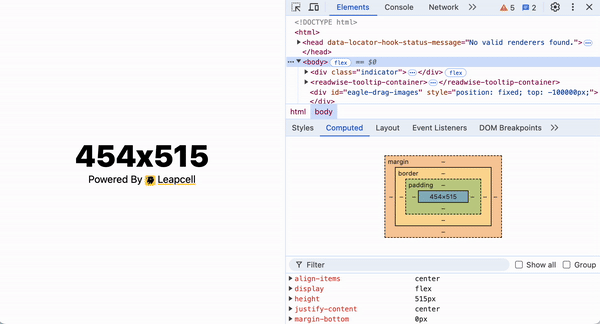 454x515
Powered By Leapcell
Elements Console Network 5 2
<!DOCTYPE html>
<html>
<head data-locator-hook-status-message="No valid renderers found."> </head>
<body> flex == $0
<div class="indicator"> </div> flex
<readwise-tooltip-container> </readwise-tooltip-container>
<div id="eagle-drag-images" style="position: fixed; top: -100000px;">
</div>
html body
Styles Computed Layout Event Listeners DOM Breakpoints
margin –
border –
padding –
– – – 454×515 – – –
–
–
–
Filter Show all Group
align-items center
display flex
height 515px
justify-content center
margin-bottom 0px